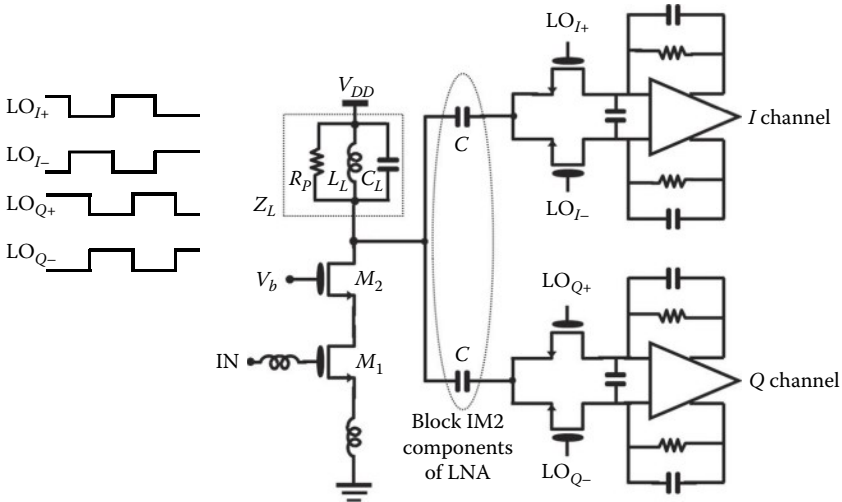 LO_{I+}
LO_{I−}
LO_{Q+}
LO_{Q−}
V_{DD}
R_P
L_L
C_L
Z_L
V_b
M_2
IN
M_1
C
C
Block IM2
components
of LNA
LO_{I+}
LO_{I−}
I channel
LO_{Q+}
LO_{Q−}
Q channel